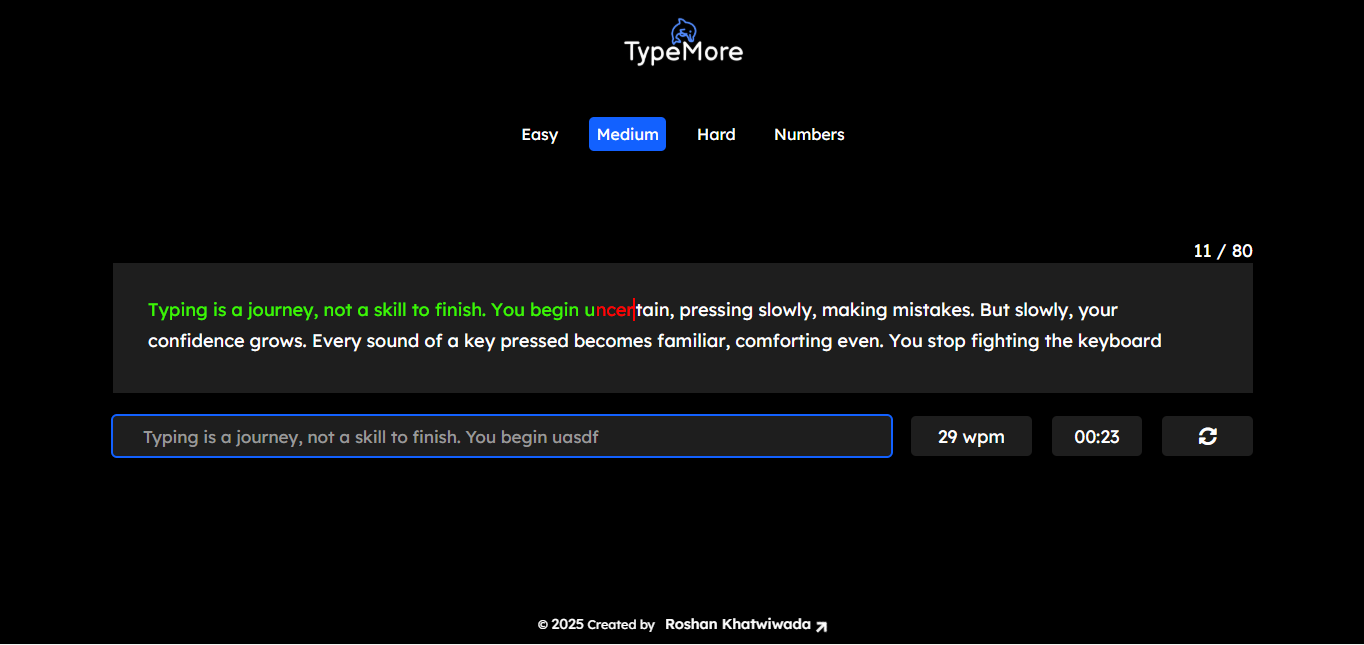 TypeMore
Easy Medium Hard Numbers
11 / 80
Typing is a journey, not a skill to finish. You begin uncertain, pressing slowly, making mistakes. But slowly, your
confidence grows. Every sound of a key pressed becomes familiar, comforting even. You stop fighting the keyboard
Typing is a journey, not a skill to finish. You begin uasdf
29 wpm 00:23
© 2025 Created by Roshan Khatwiwada